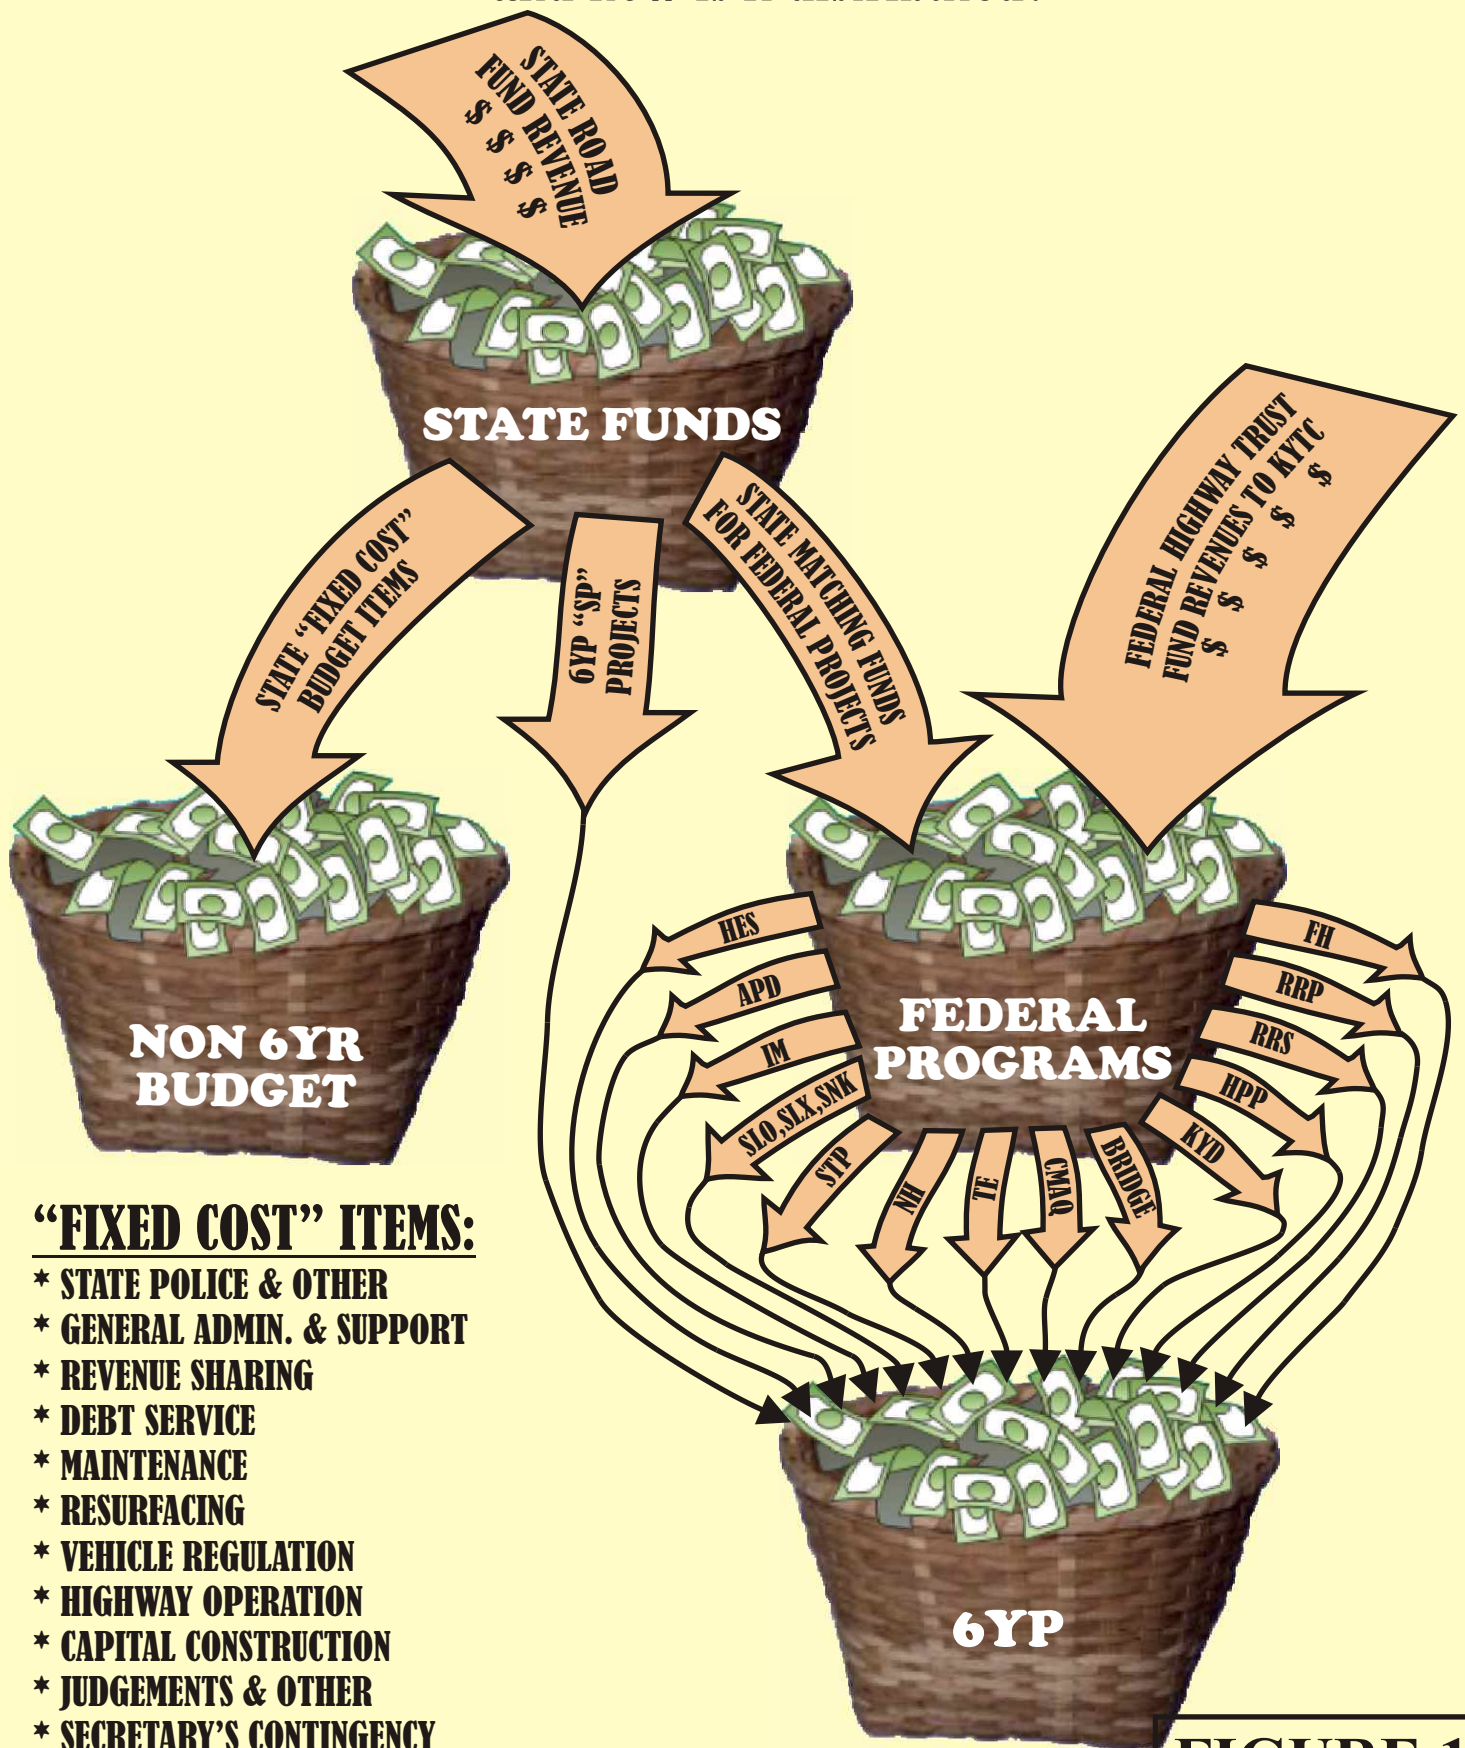 STATE ROAD
FUND REVENUE
$ $ $ $
STATE FUNDS
FEDERAL HIGHWAY TRUST
FUND REVENUES TO KYTC
$ $ $ $ $
STATE “FIXED COST”
BUDGET ITEMS
6YP “SP”
PROJECTS
STATE MATCHING FUNDS
FOR FEDERAL PROJECTS
NON 6YR
BUDGET
FEDERAL
PROGRAMS
HES
APD
IM
SLO,SLX,SNK
STP
NH
TE
CMAQ
BRIDGE
KYD
HPP
RRS
RRP
FH
“FIXED COST” ITEMS:
* STATE POLICE & OTHER
* GENERAL ADMIN. & SUPPORT
* REVENUE SHARING
* DEBT SERVICE
* MAINTENANCE
* RESURFACING
* VEHICLE REGULATION
* HIGHWAY OPERATION
* CAPITAL CONSTRUCTION
* JUDGEMENTS & OTHER
* SECRETARY’S CONTINGENCY
6YP
FIGURE 1